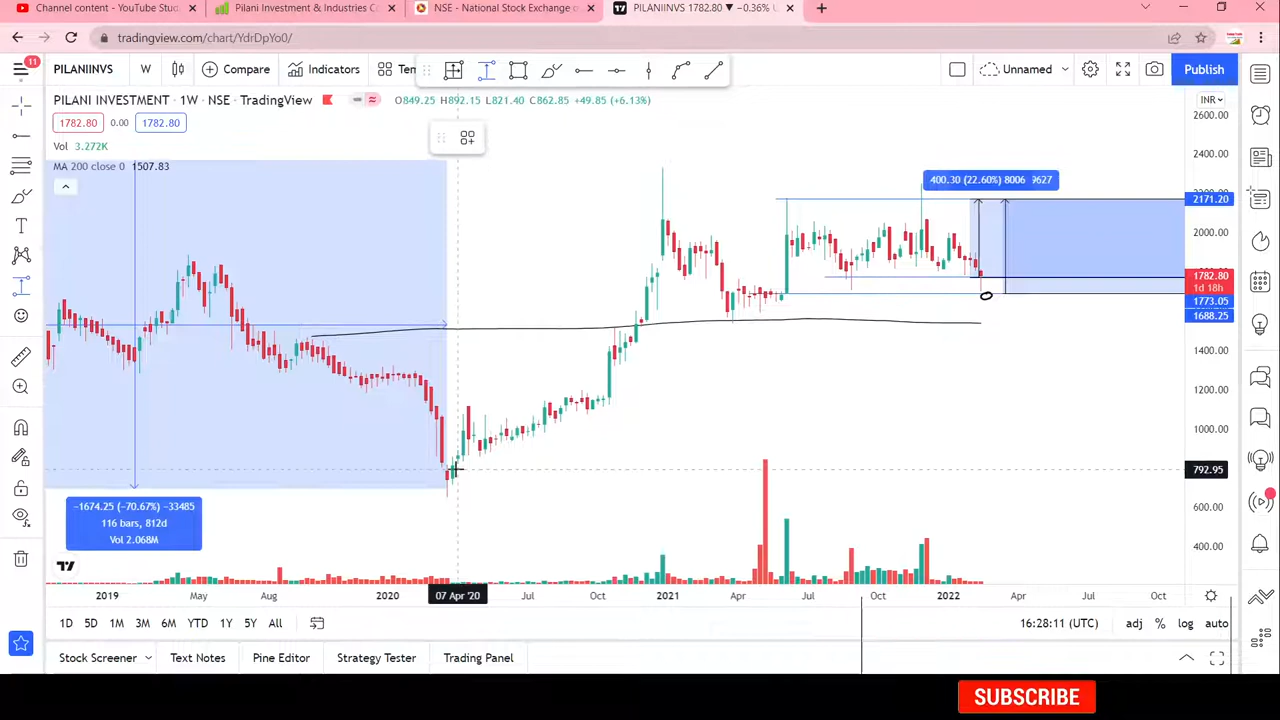 Channel content - YouTube Stud
Pilani Investment & Industries C
NSE - National Stock Exchange o
PILANIINVS 1782.80 ▼ −0.36% U
tradingview.com/chart/YdrDpYo0/
11
PILANIINVS
W
Compare
Indicators
Tem
Unnamed
Publish
PILANI INVESTMENT · 1W · NSE · TradingView
O849.25 H892.15 L821.40 C862.85 +49.85 (+6.13%)
INR
1782.80
0.00
1782.80
Vol 3.272K
MA 200 close 0 1507.83
2600.00
2400.00
2171.20
2000.00
1782.80
1d 18h
1773.05
1688.25
1400.00
1200.00
1000.00
792.95
600.00
400.00
400.30 (22.60%) 8006
−1674.25 (−70.67%) −33485
116 bars, 812d
Vol 2.068M
2019
May
Aug
2020
07 Apr '20
Jul
Oct
2021
Apr
Jul
Oct
2022
Apr
Jul
Oct
1D 5D 1M 3M 6M YTD 1Y 5Y All
16:28:11 (UTC)
adj % log auto
Stock Screener
Text Notes
Pine Editor
Strategy Tester
Trading Panel
SUBSCRIBE